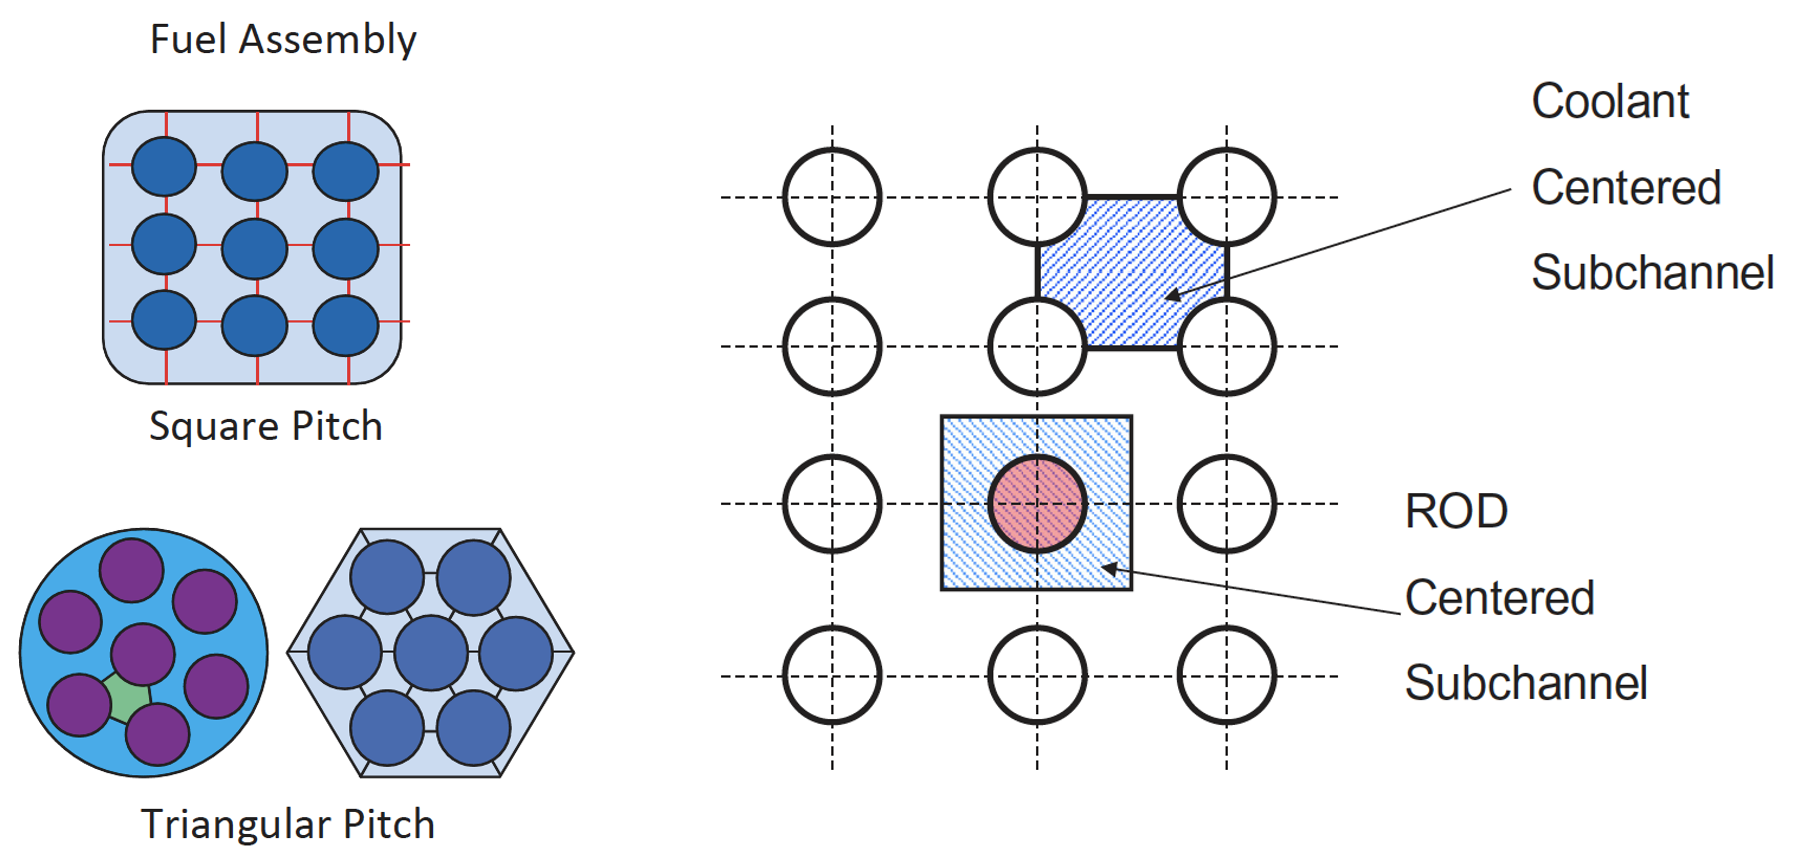 Fuel Assembly
Square Pitch
Triangular Pitch
Coolant
Centered
Subchannel
ROD
Centered
Subchannel